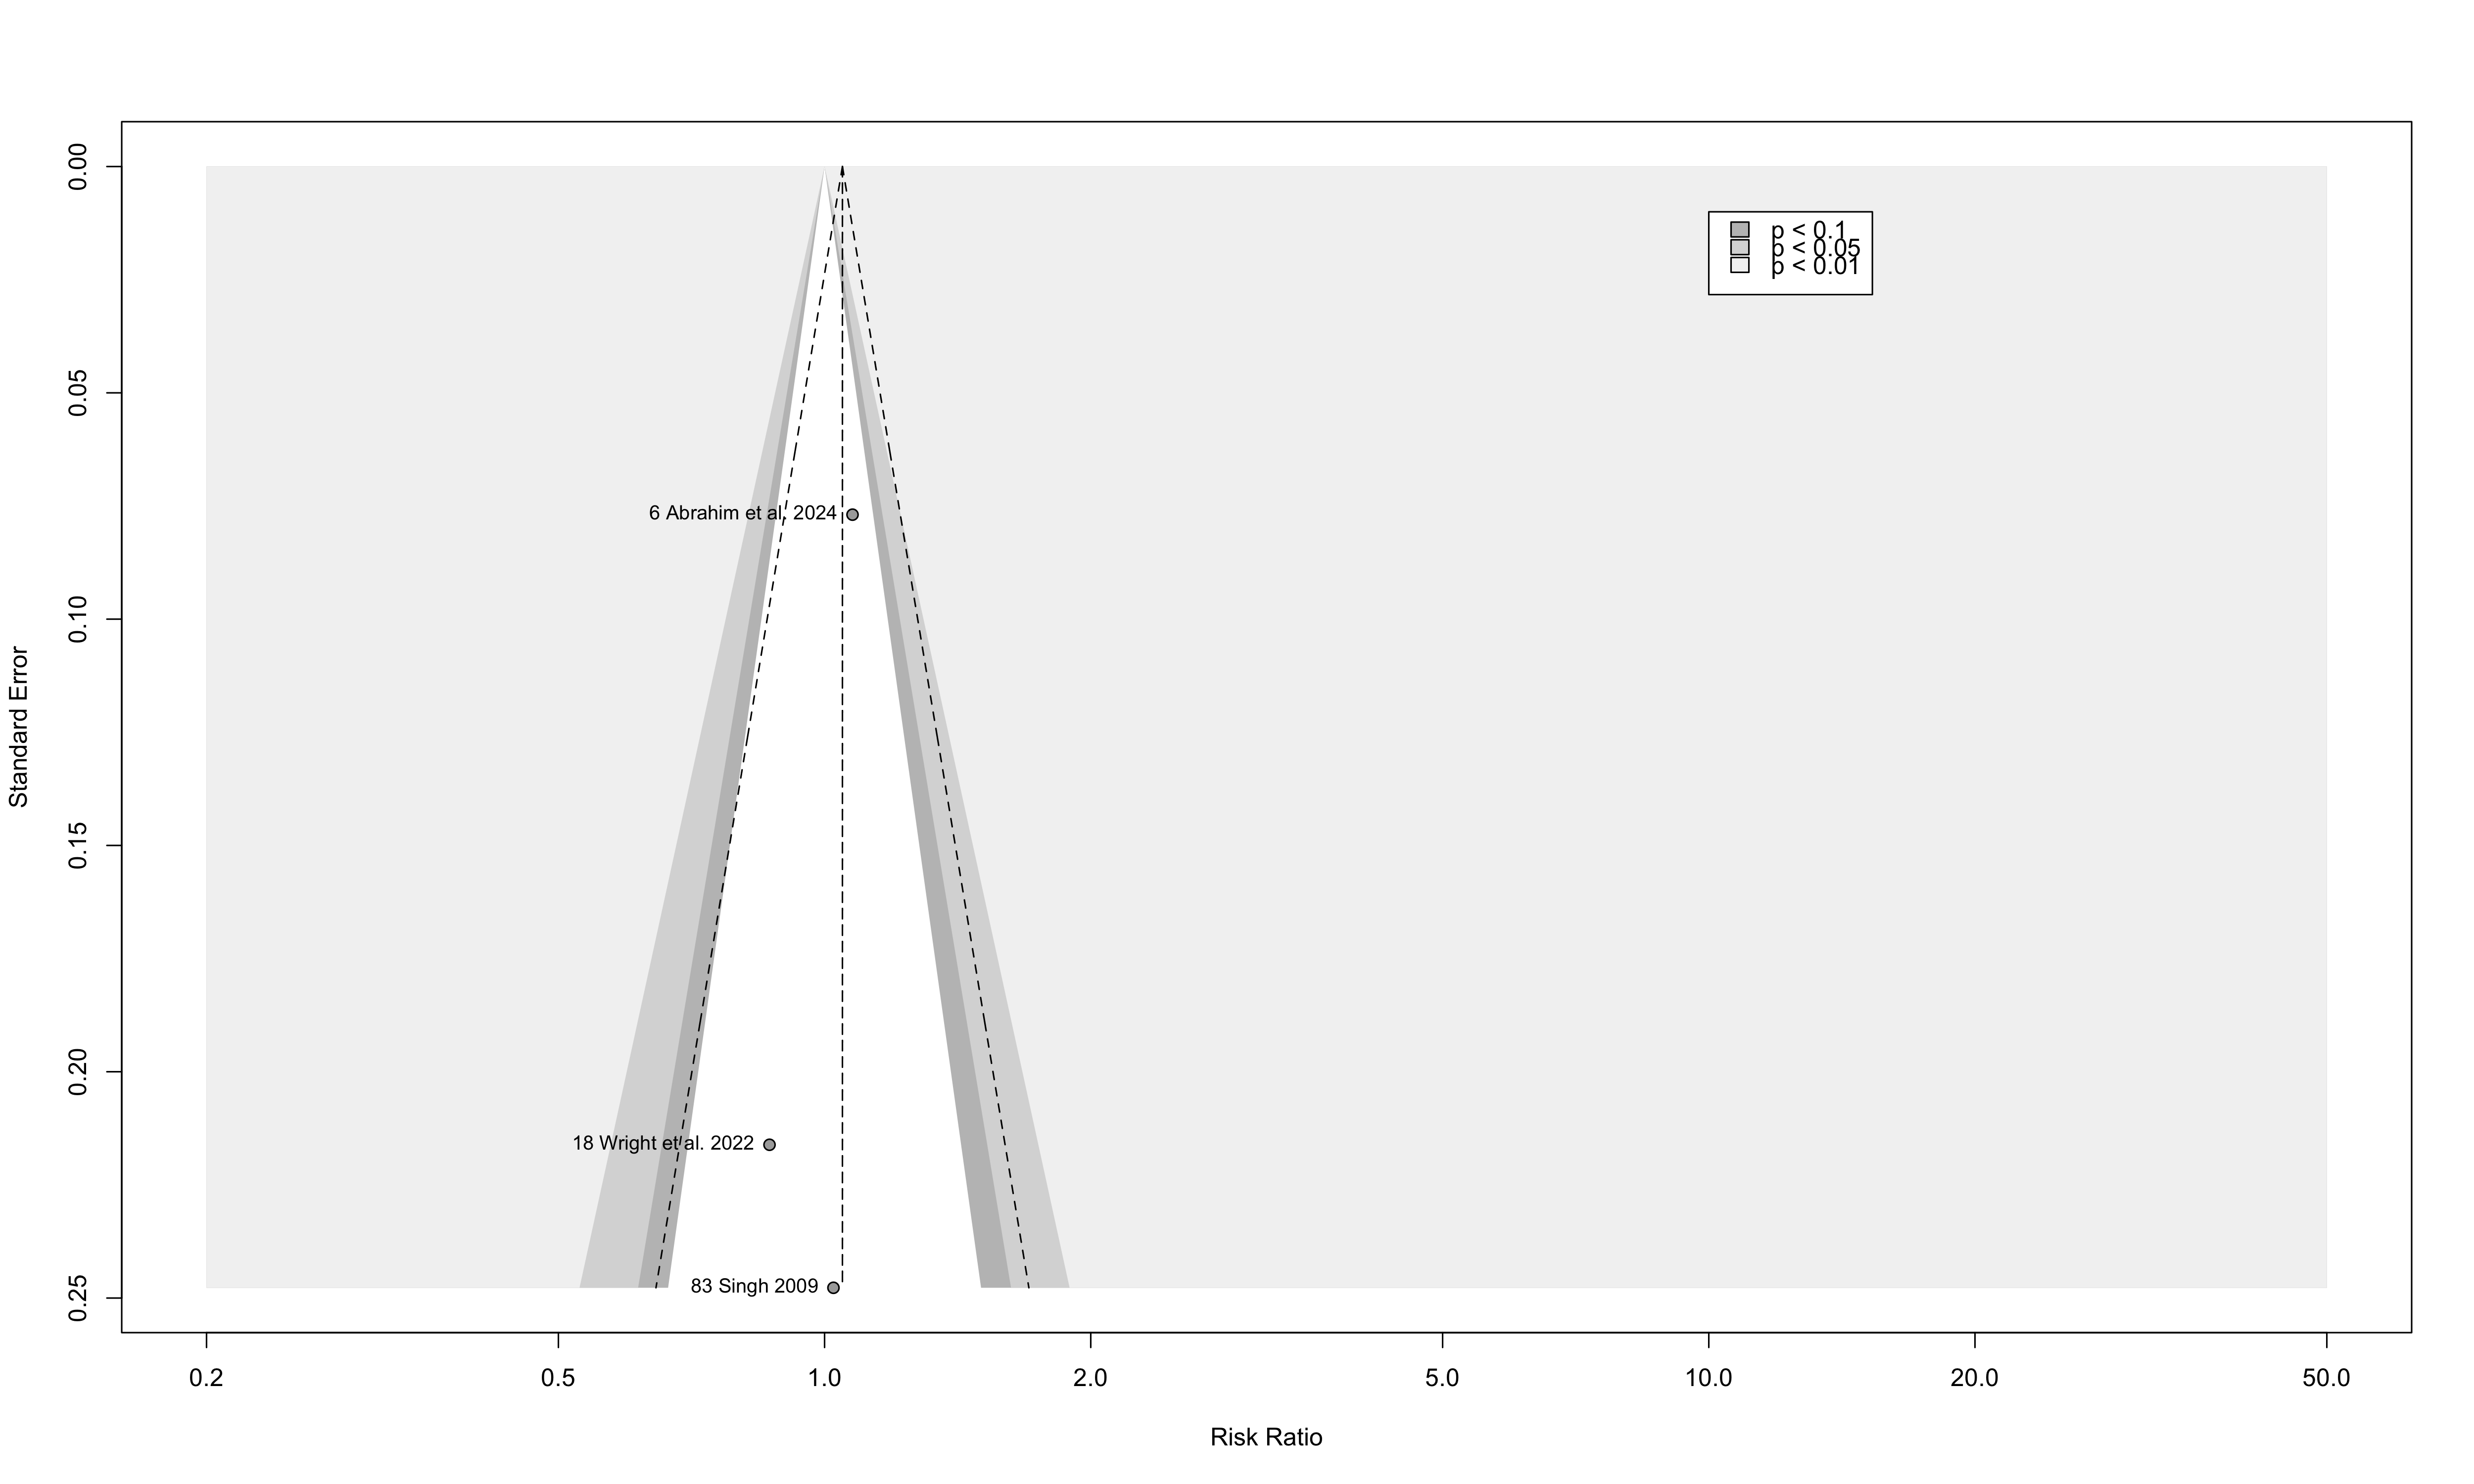 0.00
p < 0.1
p < 0.05
p < 0.01
0.05
6 Abrahim et al. 2024
0.10
Standard Error
0.15
0.20
18 Wright et al. 2022
0.25
83 Singh 2009
0.2 0.5 1.0 2.0 5.0 10.0 20.0 50.0
Risk Ratio